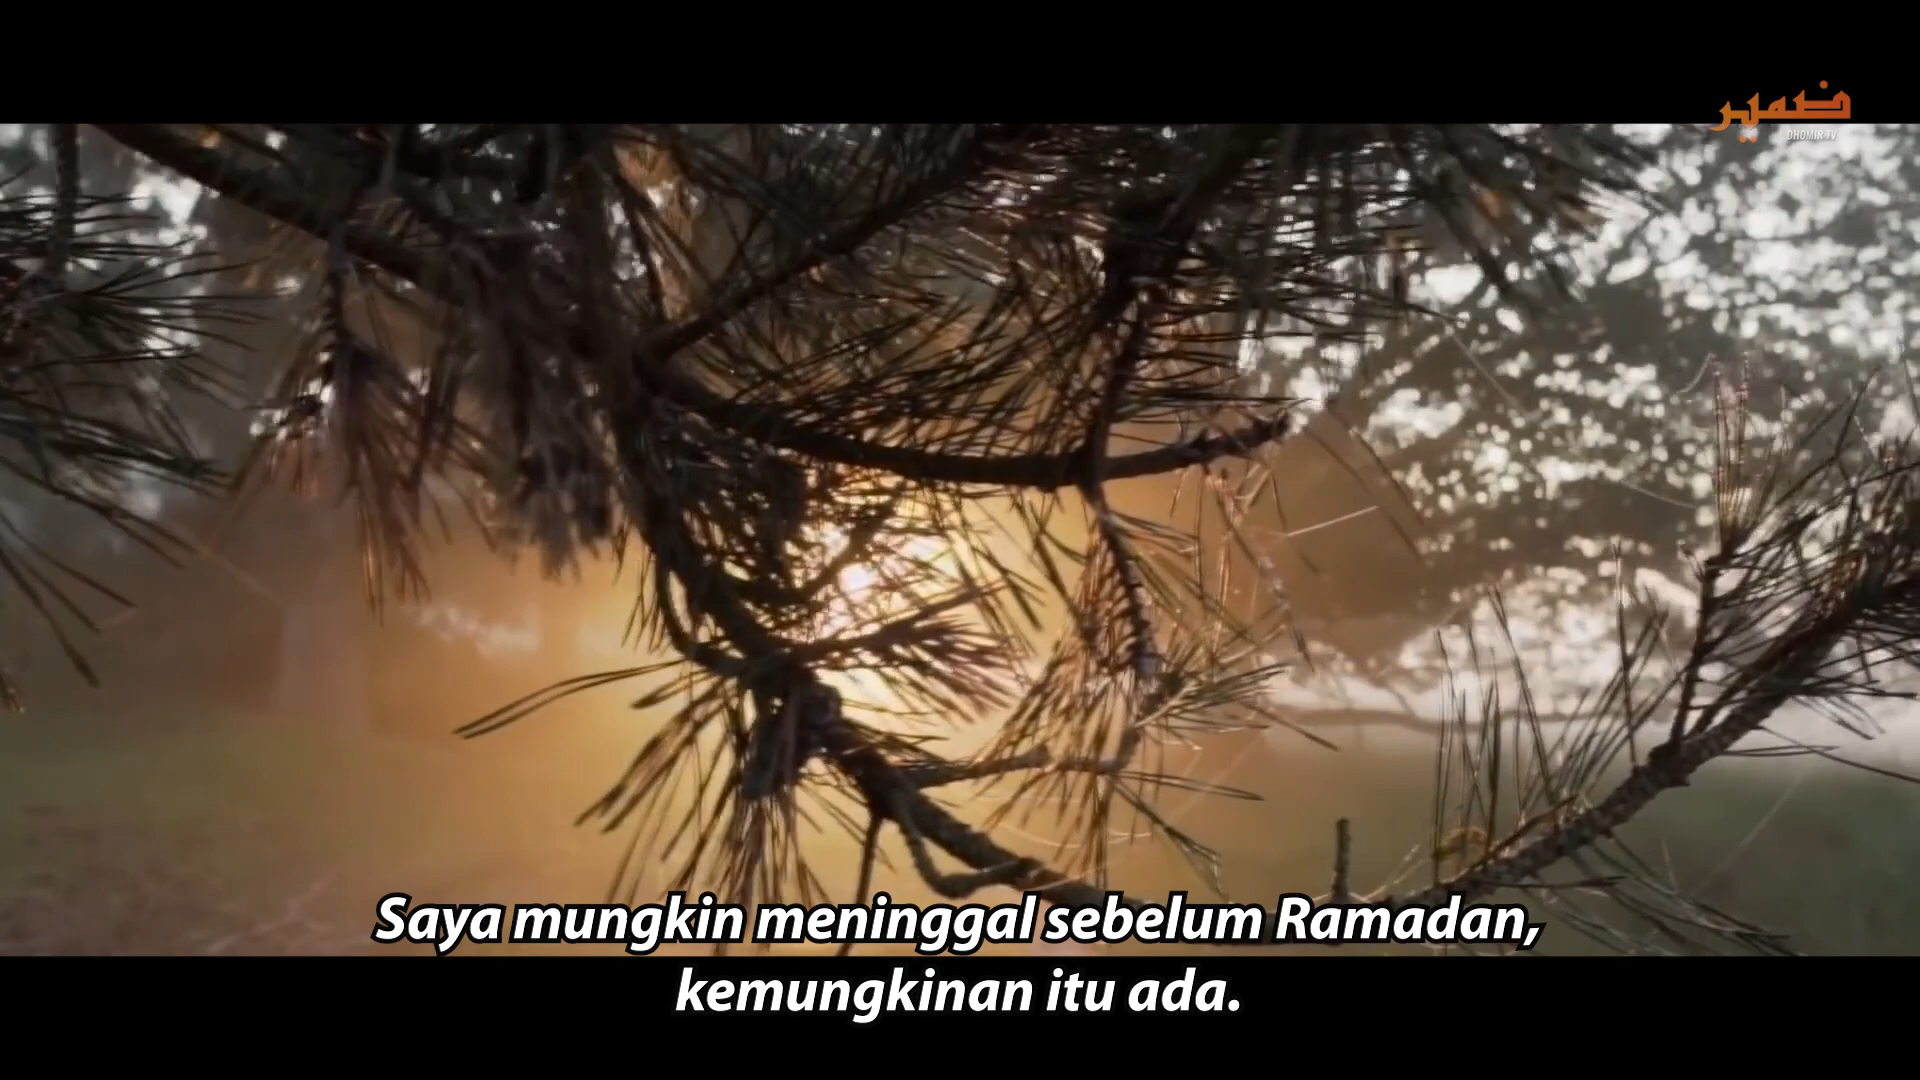 ضمير
DHOMIR TV
Saya mungkin meninggal sebelum Ramadan,
kemungkinan itu ada.